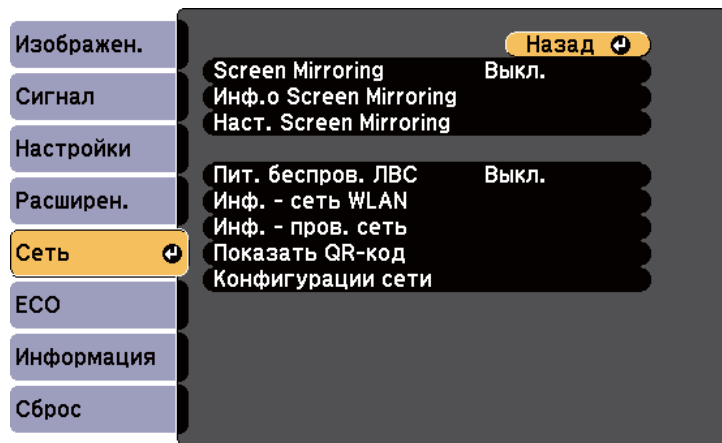 Изображен.
Сигнал
Настройки
Расширен.
Сеть
ECO
Информация
Сброс
Назад
Screen Mirroring Выкл.
Инф.о Screen Mirroring
Наст. Screen Mirroring
Пит. беспров. ЛВС Выкл.
Инф. - сеть WLAN
Инф. - пров. сеть
Показать QR-код
Конфигурации сети